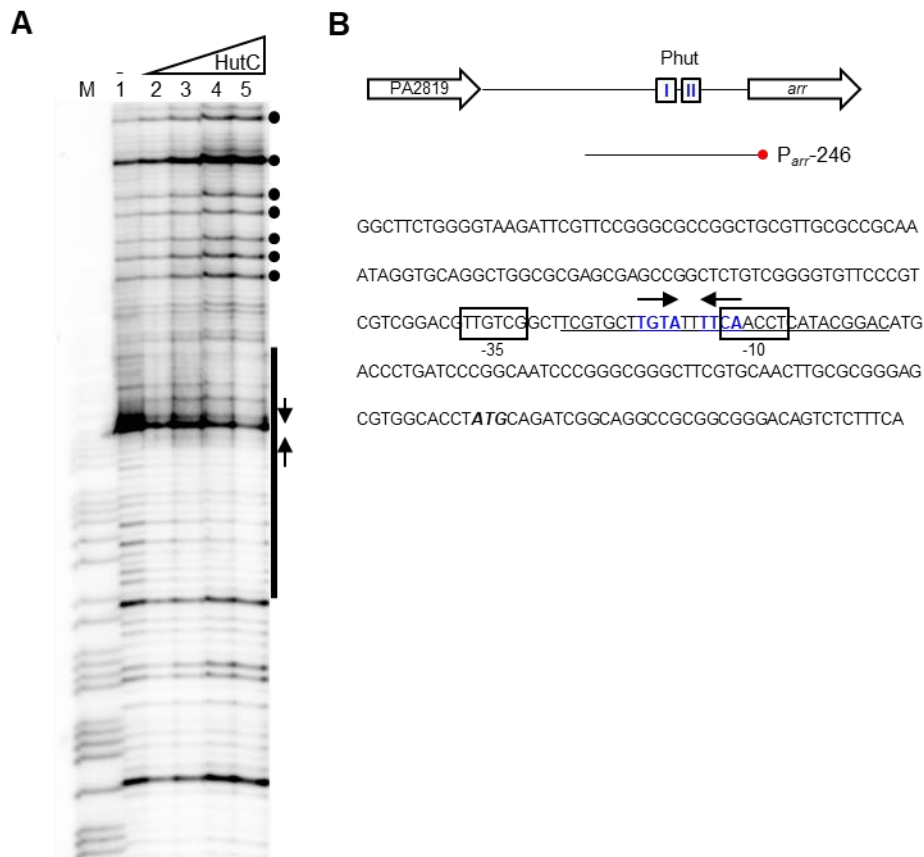 A
HutC
M 1 2 3 4 5
B
Phut
PA2819 I II arr
Parr-246
GGCTTCTGGGGTAAGATTCGTTCCGGGCGCCGGCTGCGTTGCGCCGCAA
ATAGGTGCAGGCTGGCGCGAGCGAGCCGGCTCTGTCGGGGTGTTCCCGT
CGTCGGACGTTGTCGGCTTCGTGCTTGTATTTTCAACCTCATACGGACATG
-35 -10
ACCCTGATCCCGGCAATCCCGGGCGGGCTTCGTGCAACTTGCGCGGGAG
CGTGGCACCTATGCAGATCGGCAGGCCGCGGCGGGACAGTCTCTTTCA